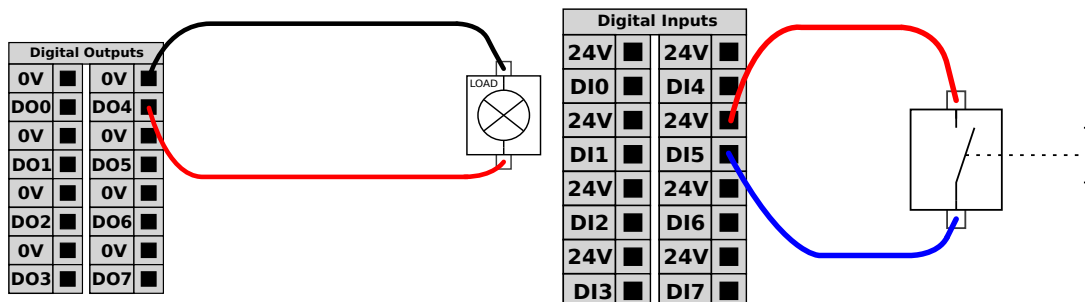 Digital Outputs
0V 0V
DO0 DO4
0V 0V
DO1 DO5
0V 0V
DO2 DO6
0V 0V
DO3 DO7
LOAD
Digital Inputs
24V 24V
DI0 DI4
24V 24V
DI1 DI5
24V 24V
DI2 DI6
24V 24V
DI3 DI7